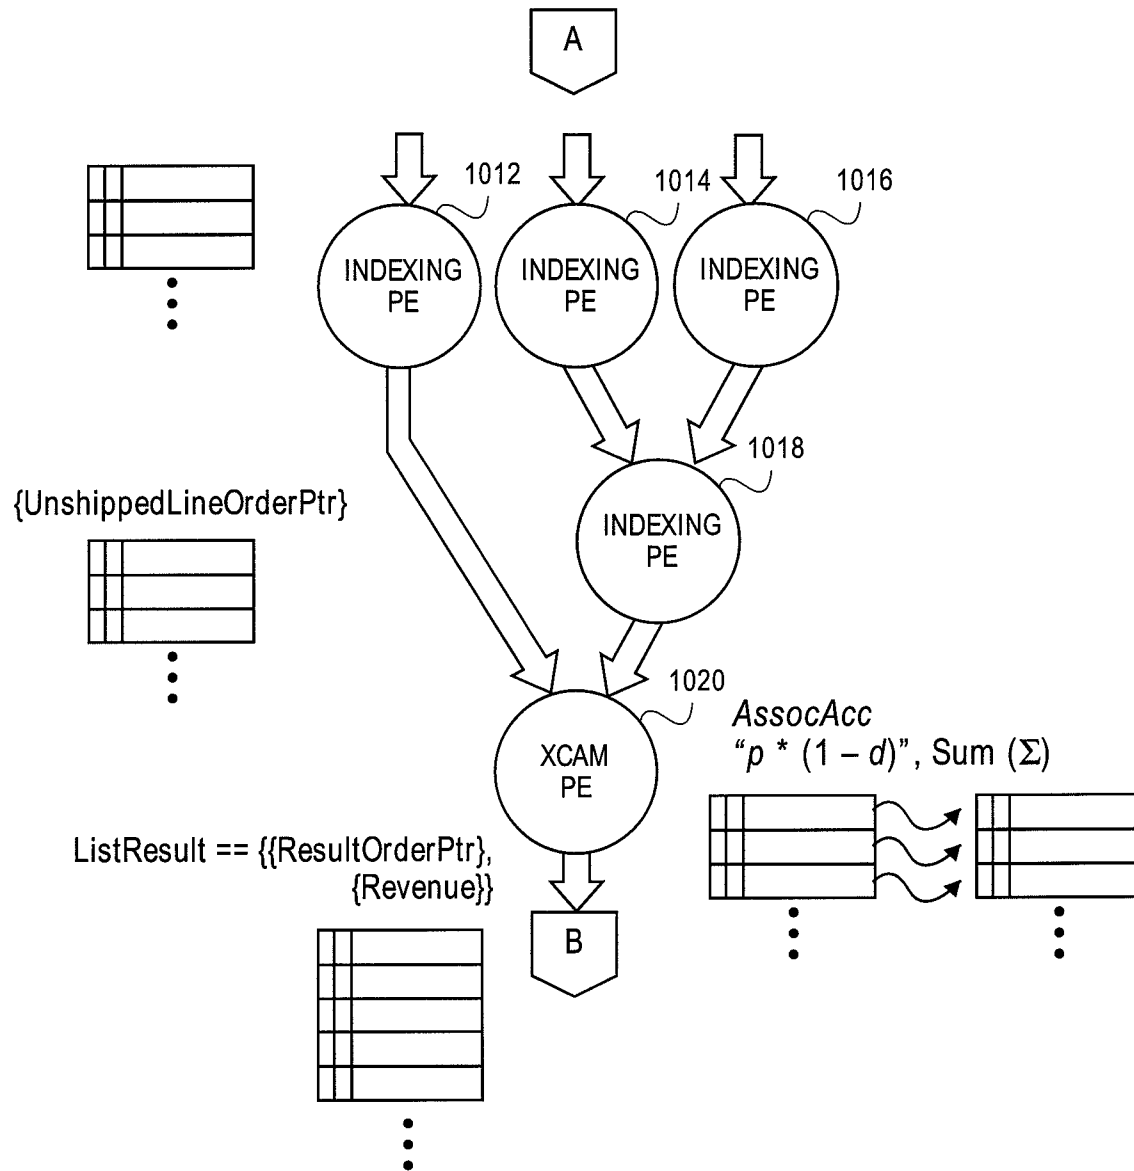 A
1012
1014
1016
INDEXING
PE
INDEXING
PE
INDEXING
PE
1018
{UnshippedLineOrderPtr}
INDEXING
PE
1020
AssocAcc
“p * (1 – d)”, Sum (Σ)
XCAM
PE
ListResult == {{ResultOrderPtr},
{Revenue}}
B